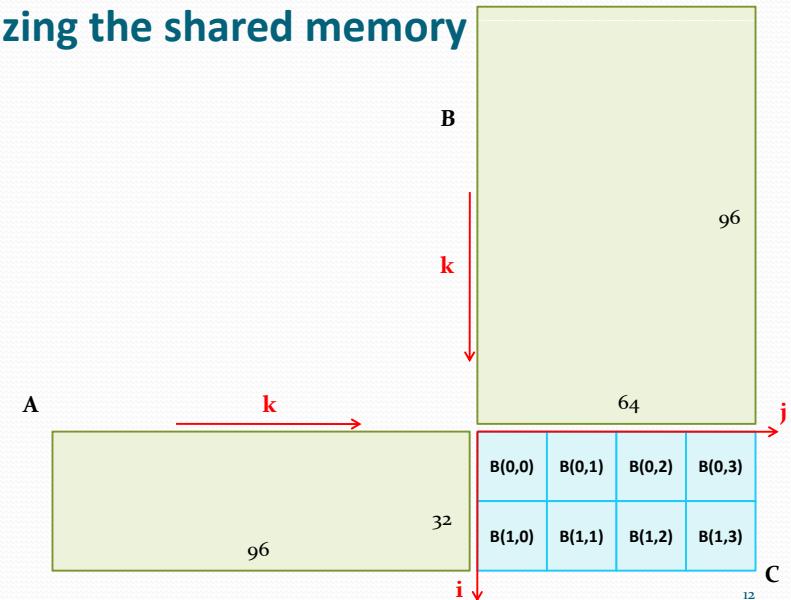 zing the shared memory
B
96
k
64
A
k
j
B(0,0) B(0,1) B(0,2) B(0,3)
32
B(1,0) B(1,1) B(1,2) B(1,3)
96
C
i
12